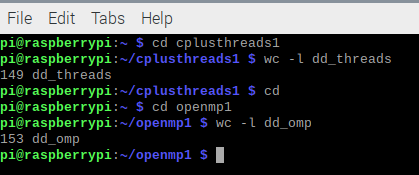 File Edit Tabs Help
pi@raspberrypi:~ $ cd cplusthreads1
pi@raspberrypi:~/cplusthreads1 $ wc -l dd_threads
149 dd_threads
pi@raspberrypi:~/cplusthreads1 $ cd
pi@raspberrypi:~ $ cd openmp1
pi@raspberrypi:~/openmp1 $ wc -l dd_omp
153 dd_omp
pi@raspberrypi:~/openmp1 $